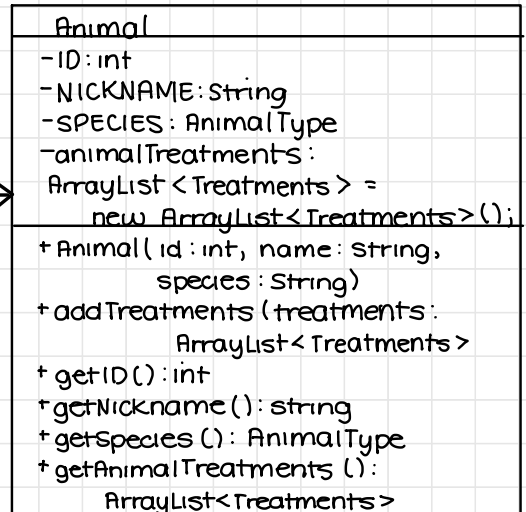 Animal
-ID: int
-NICKNAME: String
-SPECIES: AnimalType
-animalTreatments:
ArrayList<Treatments> =
new ArrayList<Treatments>();
+ Animal(id: int, name: string,
species: String)
+ addTreatments(treatments:
ArrayList<Treatments>
+ getID(): int
+ getNickname(): string
+ getSpecies(): AnimalType
+ getAnimalTreatments():
ArrayList<Treatments>